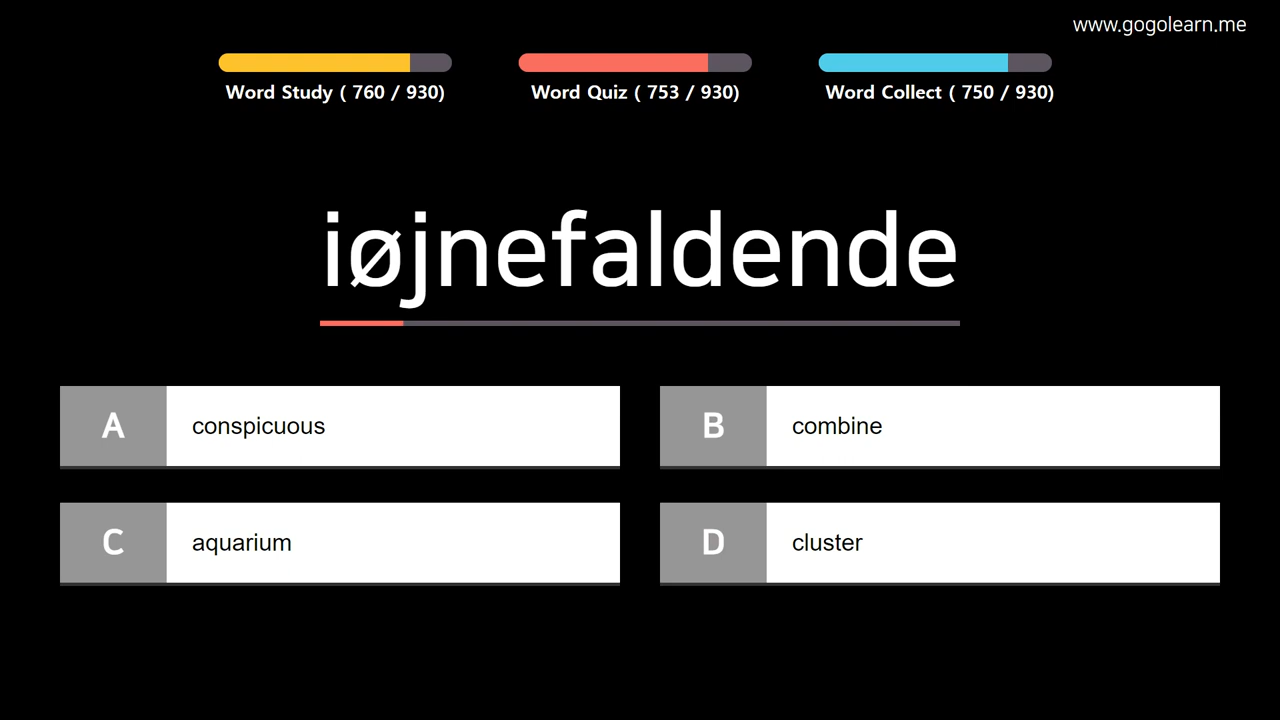 www.gogolearn.me
Word Study ( 760 / 930)
Word Quiz ( 753 / 930)
Word Collect ( 750 / 930)
iøjnefaldende
A conspicuous
B combine
C aquarium
D cluster